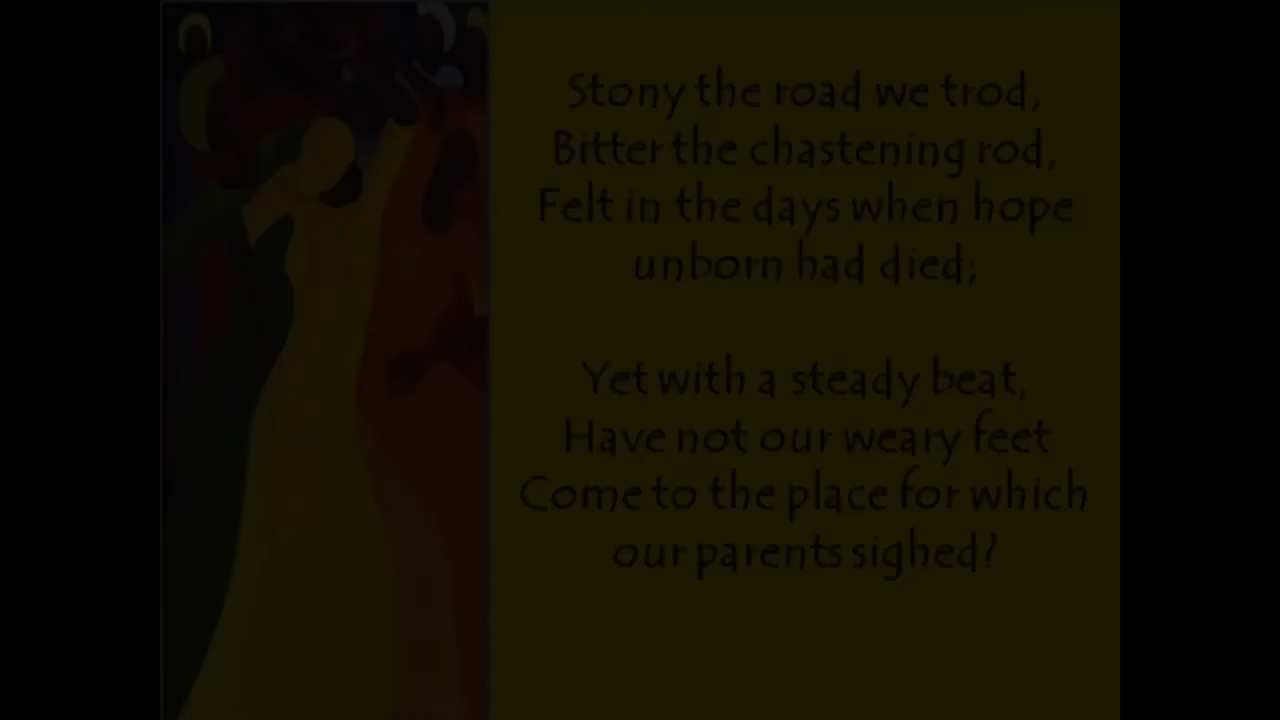 Stony the road we trod,
Bitter the chastening rod,
Felt in the days when hope
unborn had died;
Yet with a steady beat,
Have not our weary feet
Come to the place for which
our parents sighed?